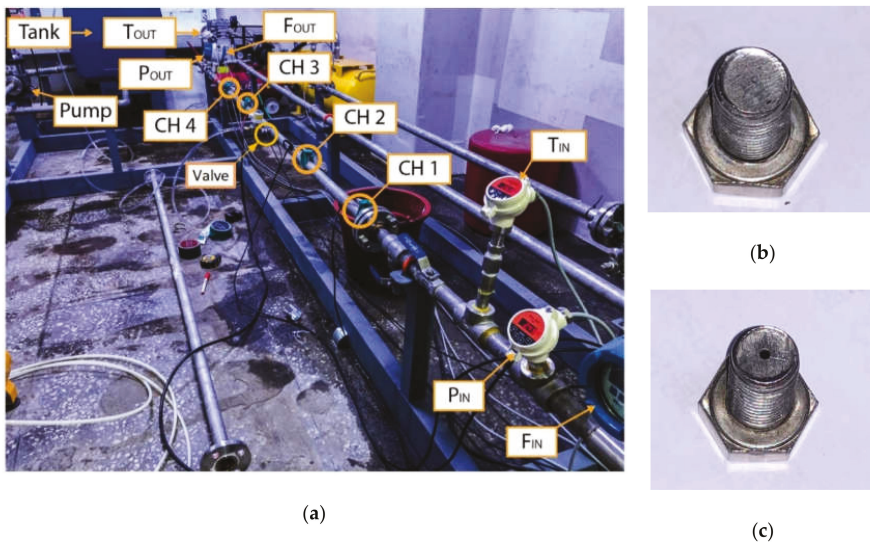 Tank
TOUT
FOUT
POUT
CH 3
Pump
CH 4
CH 2
Valve
TIN
CH 1
PIN
FIN
(a)
(b)
(c)